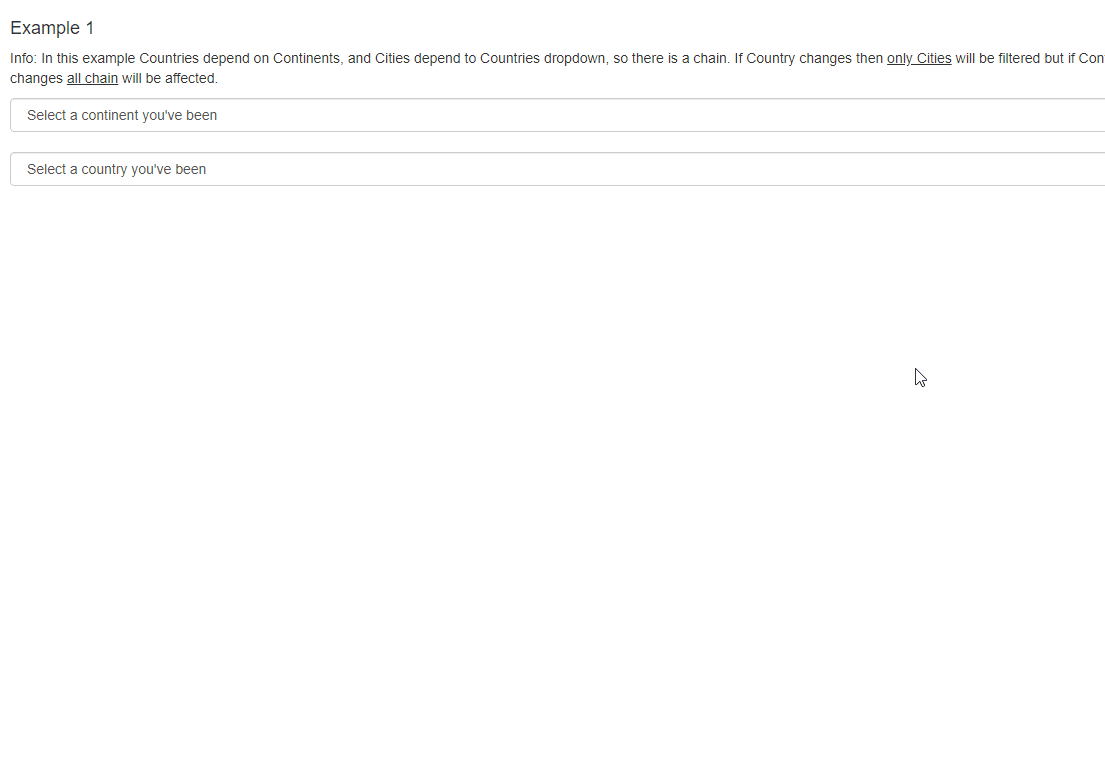 Example 1
Info: In this example Countries depend on Continents, and Cities depend to Countries dropdown, so there is a chain. If Country changes then only Cities will be filtered but if Con
changes all chain will be affected.
Select a continent you've been
Select a country you've been